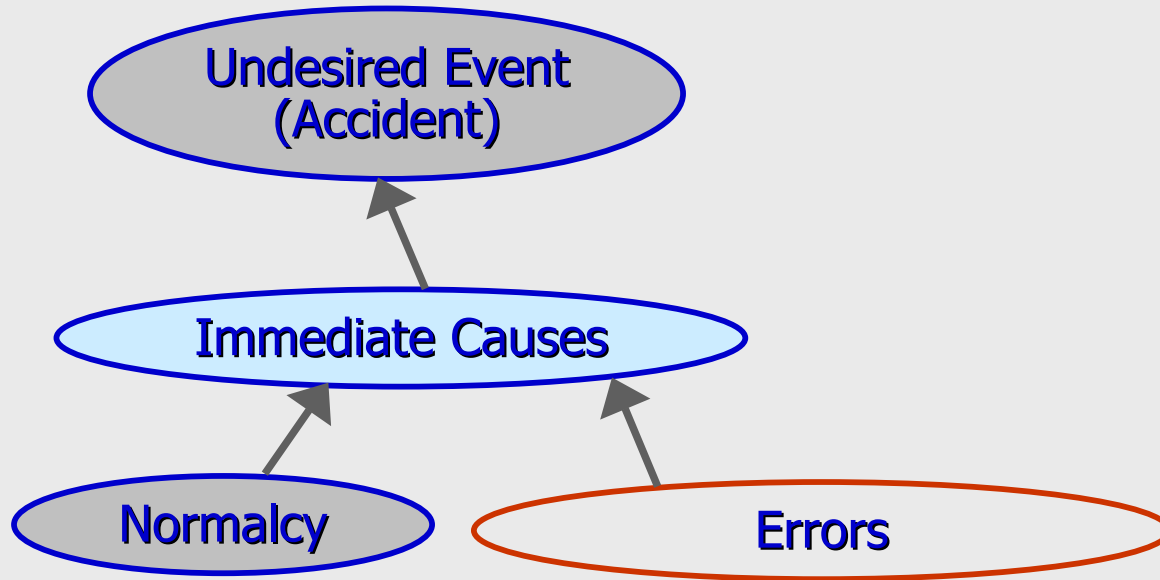 Undesired Event
(Accident)
Immediate Causes
Normalcy
Errors